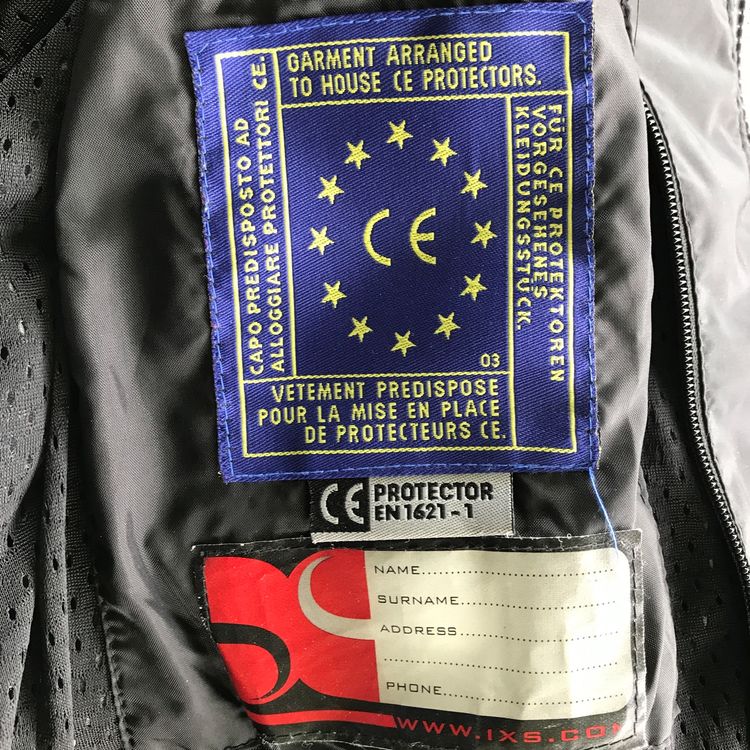 GARMENT ARRANGED
TO HOUSE CE PROTECTORS.
CAPO PREDISPOSTO AD
ALLOGGIARE PROTETTORI CE.
FÜR CE PROTEKTOREN
VORGESEHENES
KLEIDUNGSSTÜCK.
CE
03
VETEMENT PREDISPOSE
POUR LA MISE EN PLACE
DE PROTECTEURS CE.
CE PROTECTOR
EN1621-1
NAME
SURNAME
ADDRESS
PHONE
WWW.IXS.COM